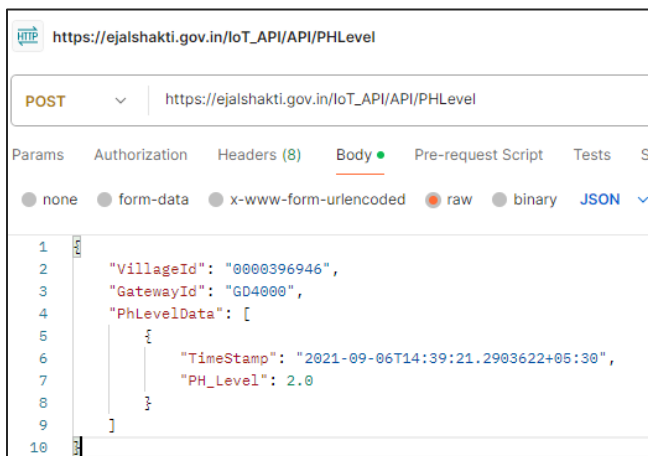 HTTP https://ejalshakti.gov.in/IoT_API/API/PHLevel
POST https://ejalshakti.gov.in/IoT_API/API/PHLevel
Params Authorization Headers (8) Body Pre-request Script Tests S
none form-data x-www-form-urlencoded raw binary JSON
1 {
2 "VillageId": "0000396946",
3 "GatewayId": "GD4000",
4 "PhLevelData": [
5 {
6 "TimeStamp": "2021-09-06T14:39:21.2903622+05:30",
7 "PH_Level": 2.0
8 }
9 ]
10 }